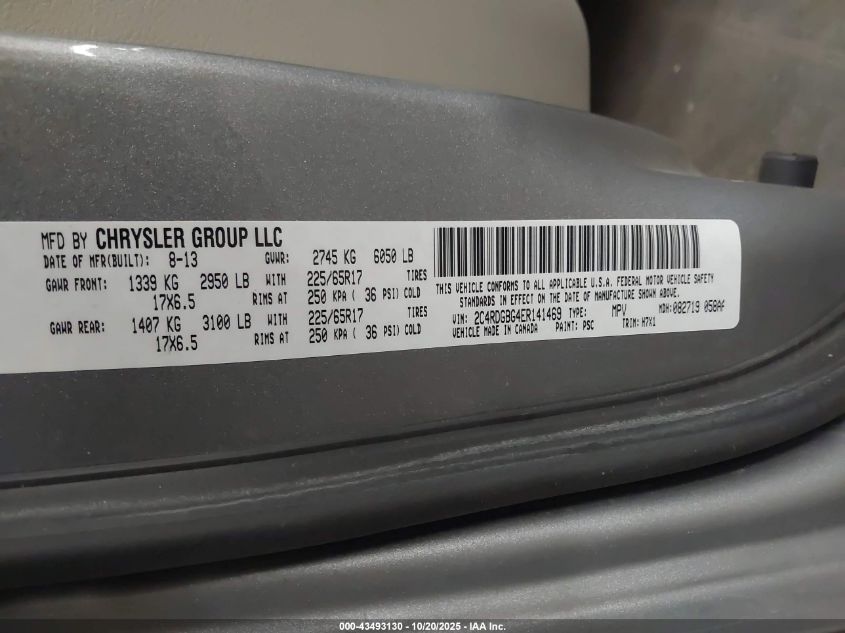 MFD BY CHRYSLER GROUP LLC
DATE OF MFR(BUILT): 8-13 GVWR: 2745 KG 6050 LB
GAWR FRONT: 1339 KG 2950 LB WITH 225/65R17 TIRES
17X6.5 RIMS AT 250 KPA ( 36 PSI) COLD
GAWR REAR: 1407 KG 3100 LB WITH 225/65R17 TIRES
17X6.5 RIMS AT 250 KPA ( 36 PSI) COLD
THIS VEHICLE CONFORMS TO ALL APPLICABLE U.S.A. FEDERAL MOTOR VEHICLE SAFETY
STANDARDS IN EFFECT ON THE DATE OF MANUFACTURE SHOWN ABOVE.
VIN: 2C4RDGBG4ER141469 TYPE: MPV MDH: 082719 058AF
VEHICLE MADE IN CANADA PAINT: PSC TRIM: H7X1
000-43493130 - 10/20/2025 - IAA Inc.